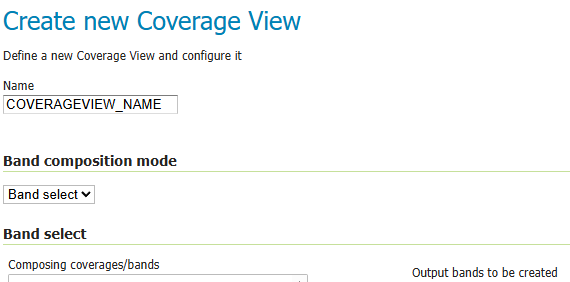 Create new Coverage View
Define a new Coverage View and configure it
Name
COVERAGEVIEW_NAME
Band composition mode
Band select
Band select
Composing coverages/bands
Output bands to be created